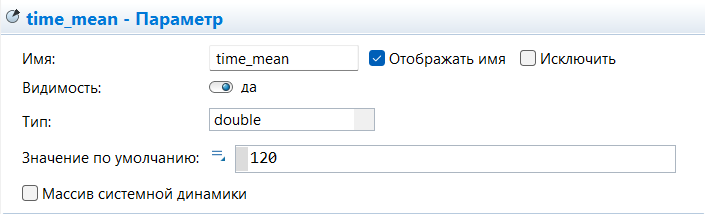 time_mean - Параметр
Имя: time_mean Отображать имя Исключить
Видимость: да
Тип: double
Значение по умолчанию: 120
Массив системной динамики